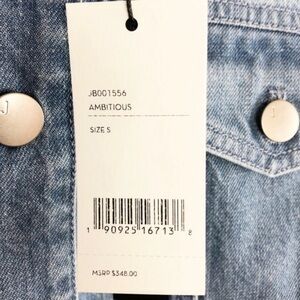 JB001556
AMBITIOUS
SIZE S
1 90925 16713 8
MSRP $348.00
J
J